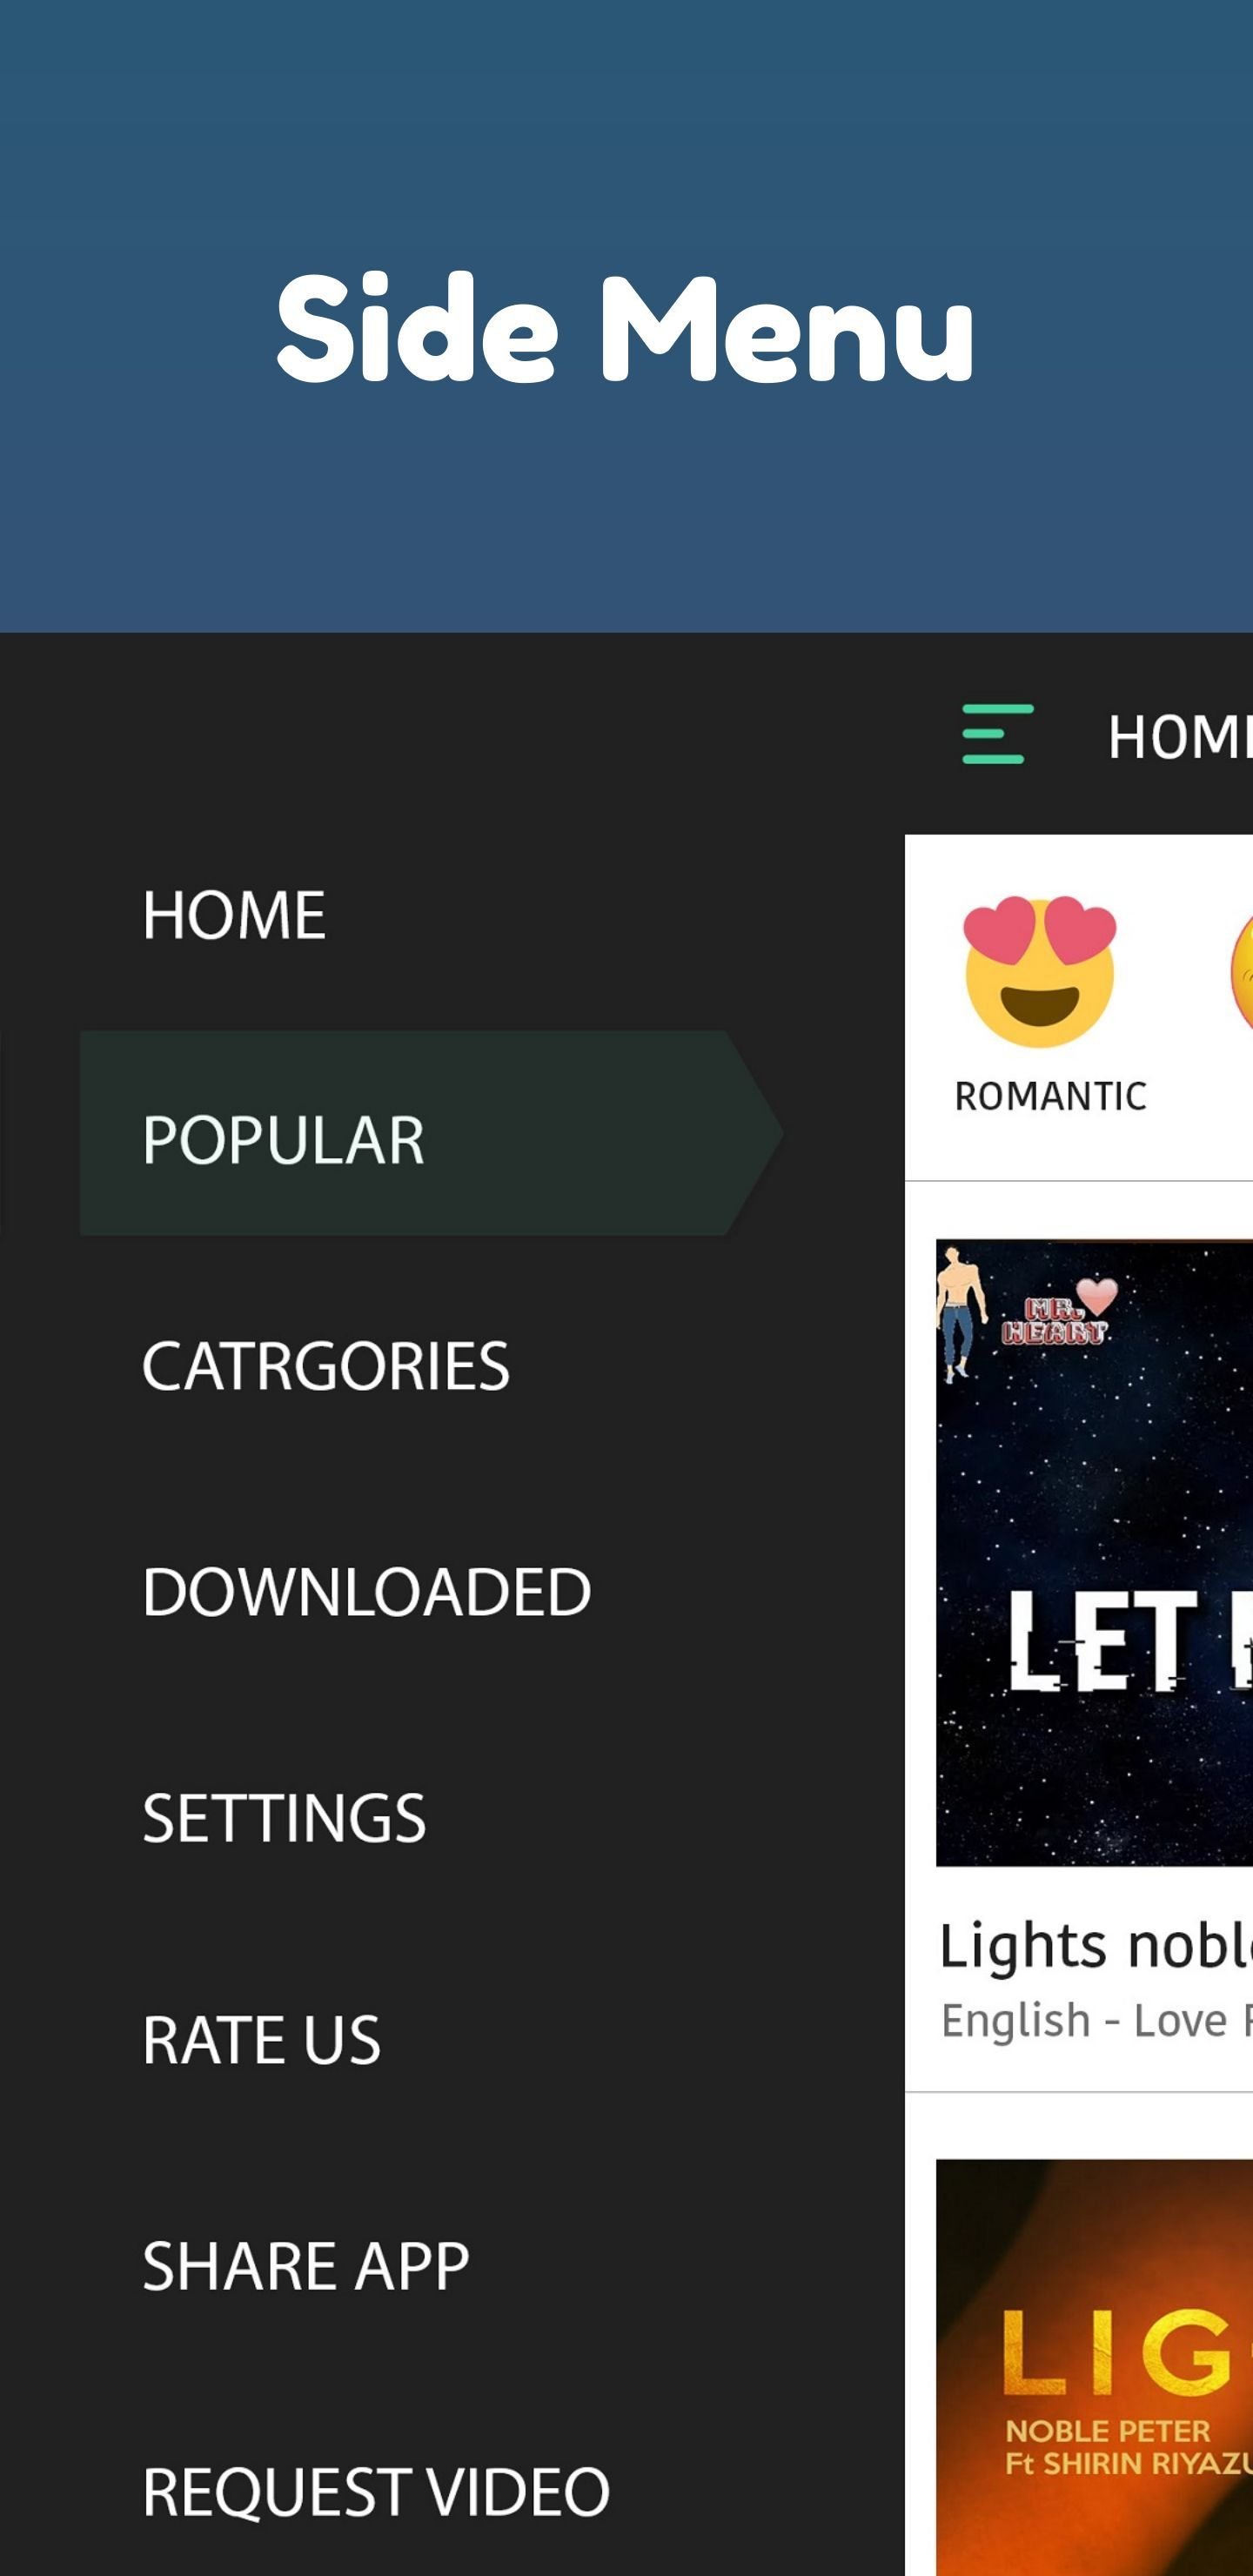 Side Menu
HOME
POPULAR
CATRGORIES
DOWNLOADED
SETTINGS
RATE US
SHARE APP
REQUEST VIDEO
HOM
ROMANTIC
MR.
HEART
LET
Lights nobl
English - Love
LIG
NOBLE PETER
Ft SHIRIN RIYAZU